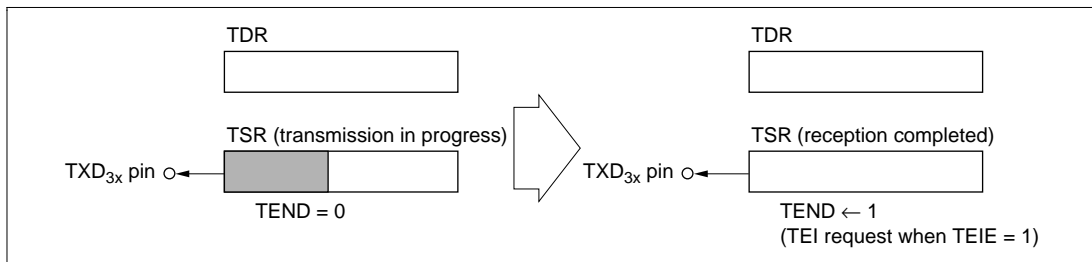 TDR
TSR (transmission in progress)
TXD3x pin
TEND = 0
TDR
TSR (reception completed)
TXD3x pin
TEND ← 1
(TEI request when TEIE = 1)